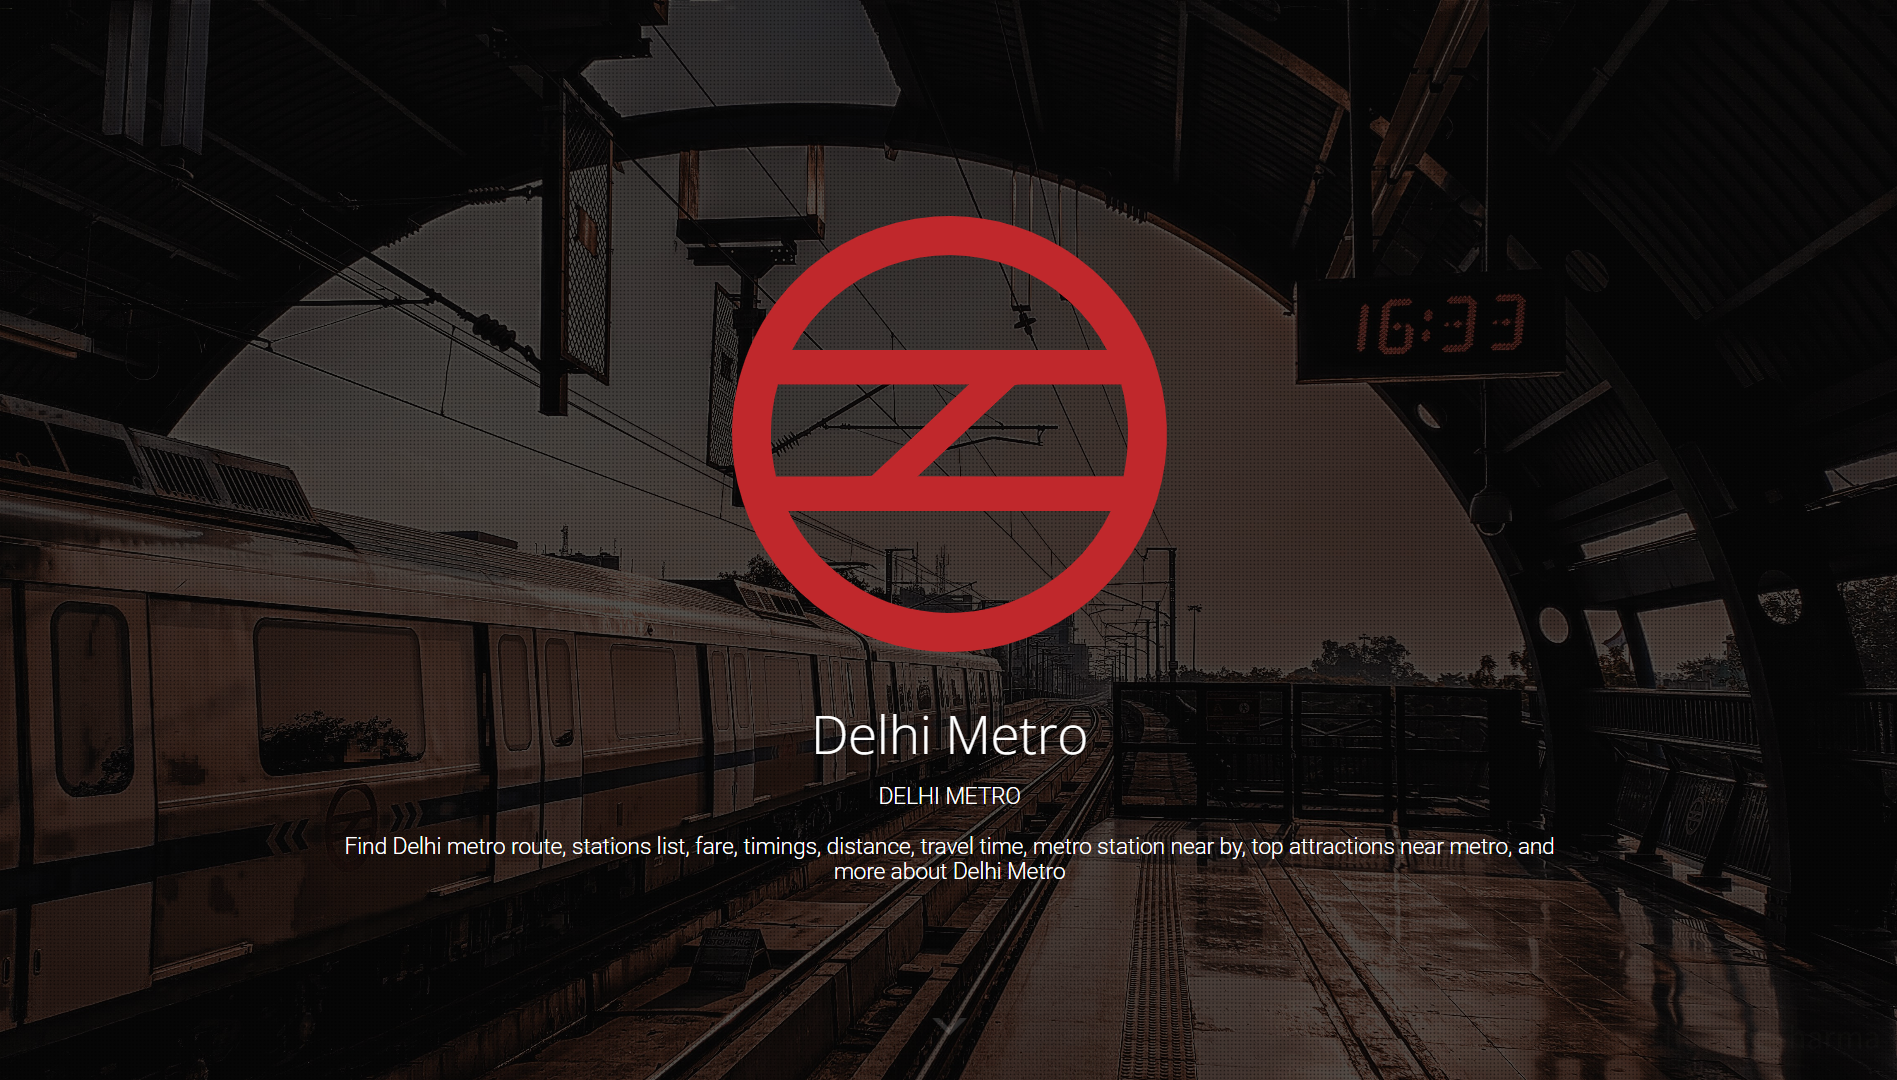 16:33
Delhi Metro
DELHI METRO
Find Delhi metro route, stations list, fare, timings, distance, travel time, metro station near by, top attractions near metro, and
more about Delhi Metro